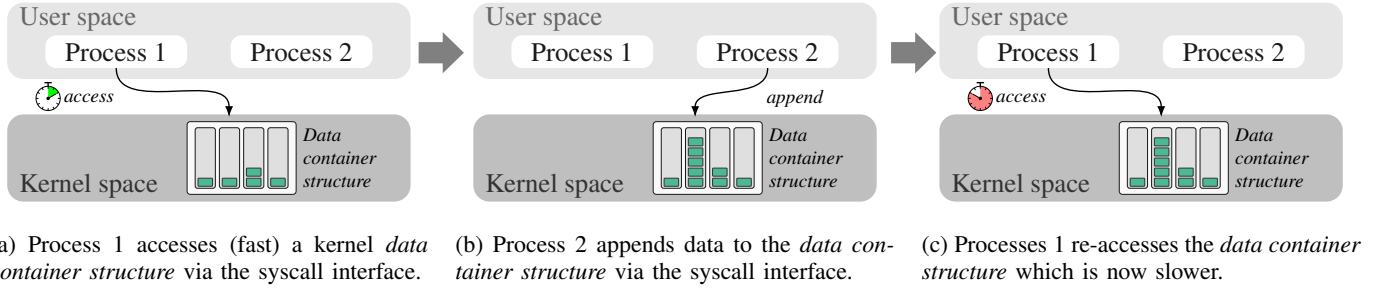 User space
Process 1
Process 2
access
Data
container
structure
Kernel space
a) Process 1 accesses (fast) a kernel data
ontainer structure via the syscall interface.
User space
Process 1
Process 2
append
Data
container
structure
Kernel space
(b) Process 2 appends data to the data con-
tainer structure via the syscall interface.
User space
Process 1
Process 2
access
Data
container
structure
Kernel space
(c) Processes 1 re-accesses the data container
structure which is now slower.